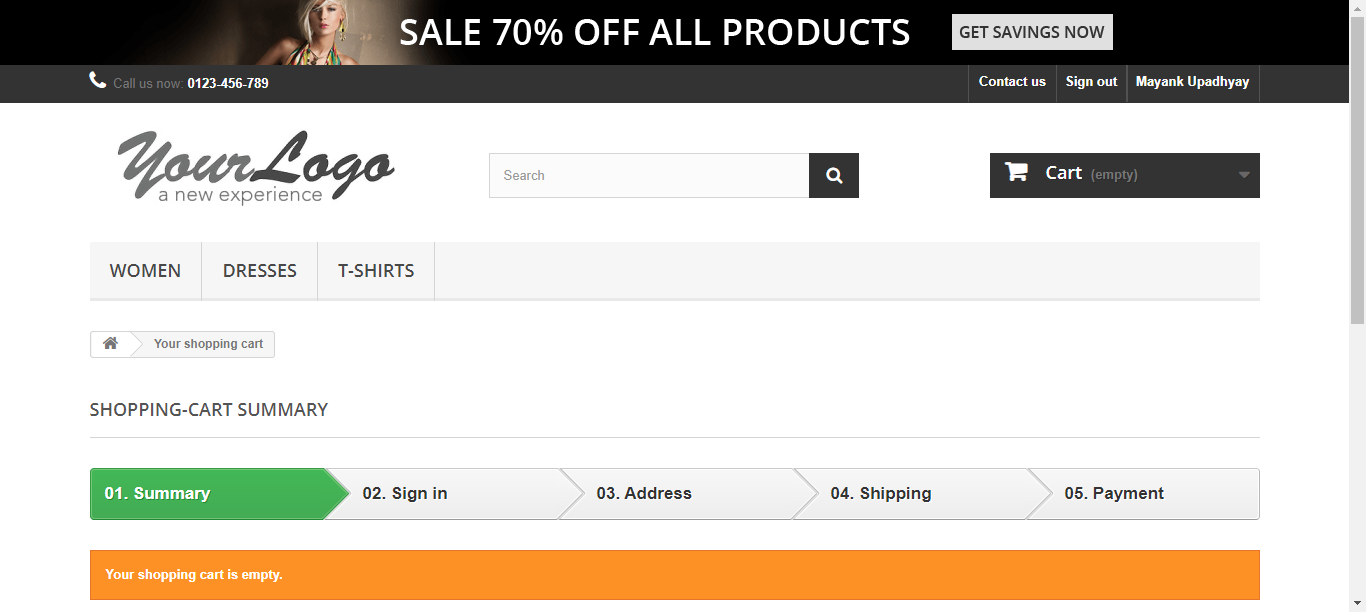 SALE 70% OFF ALL PRODUCTS GET SAVINGS NOW
Call us now: 0123-456-789 Contact us Sign out Mayank Upadhyay
Your Logo
a new experience
Search
Cart (empty)
WOMEN DRESSES T-SHIRTS
Your shopping cart
SHOPPING-CART SUMMARY
01. Summary 02. Sign in 03. Address 04. Shipping 05. Payment
Your shopping cart is empty.